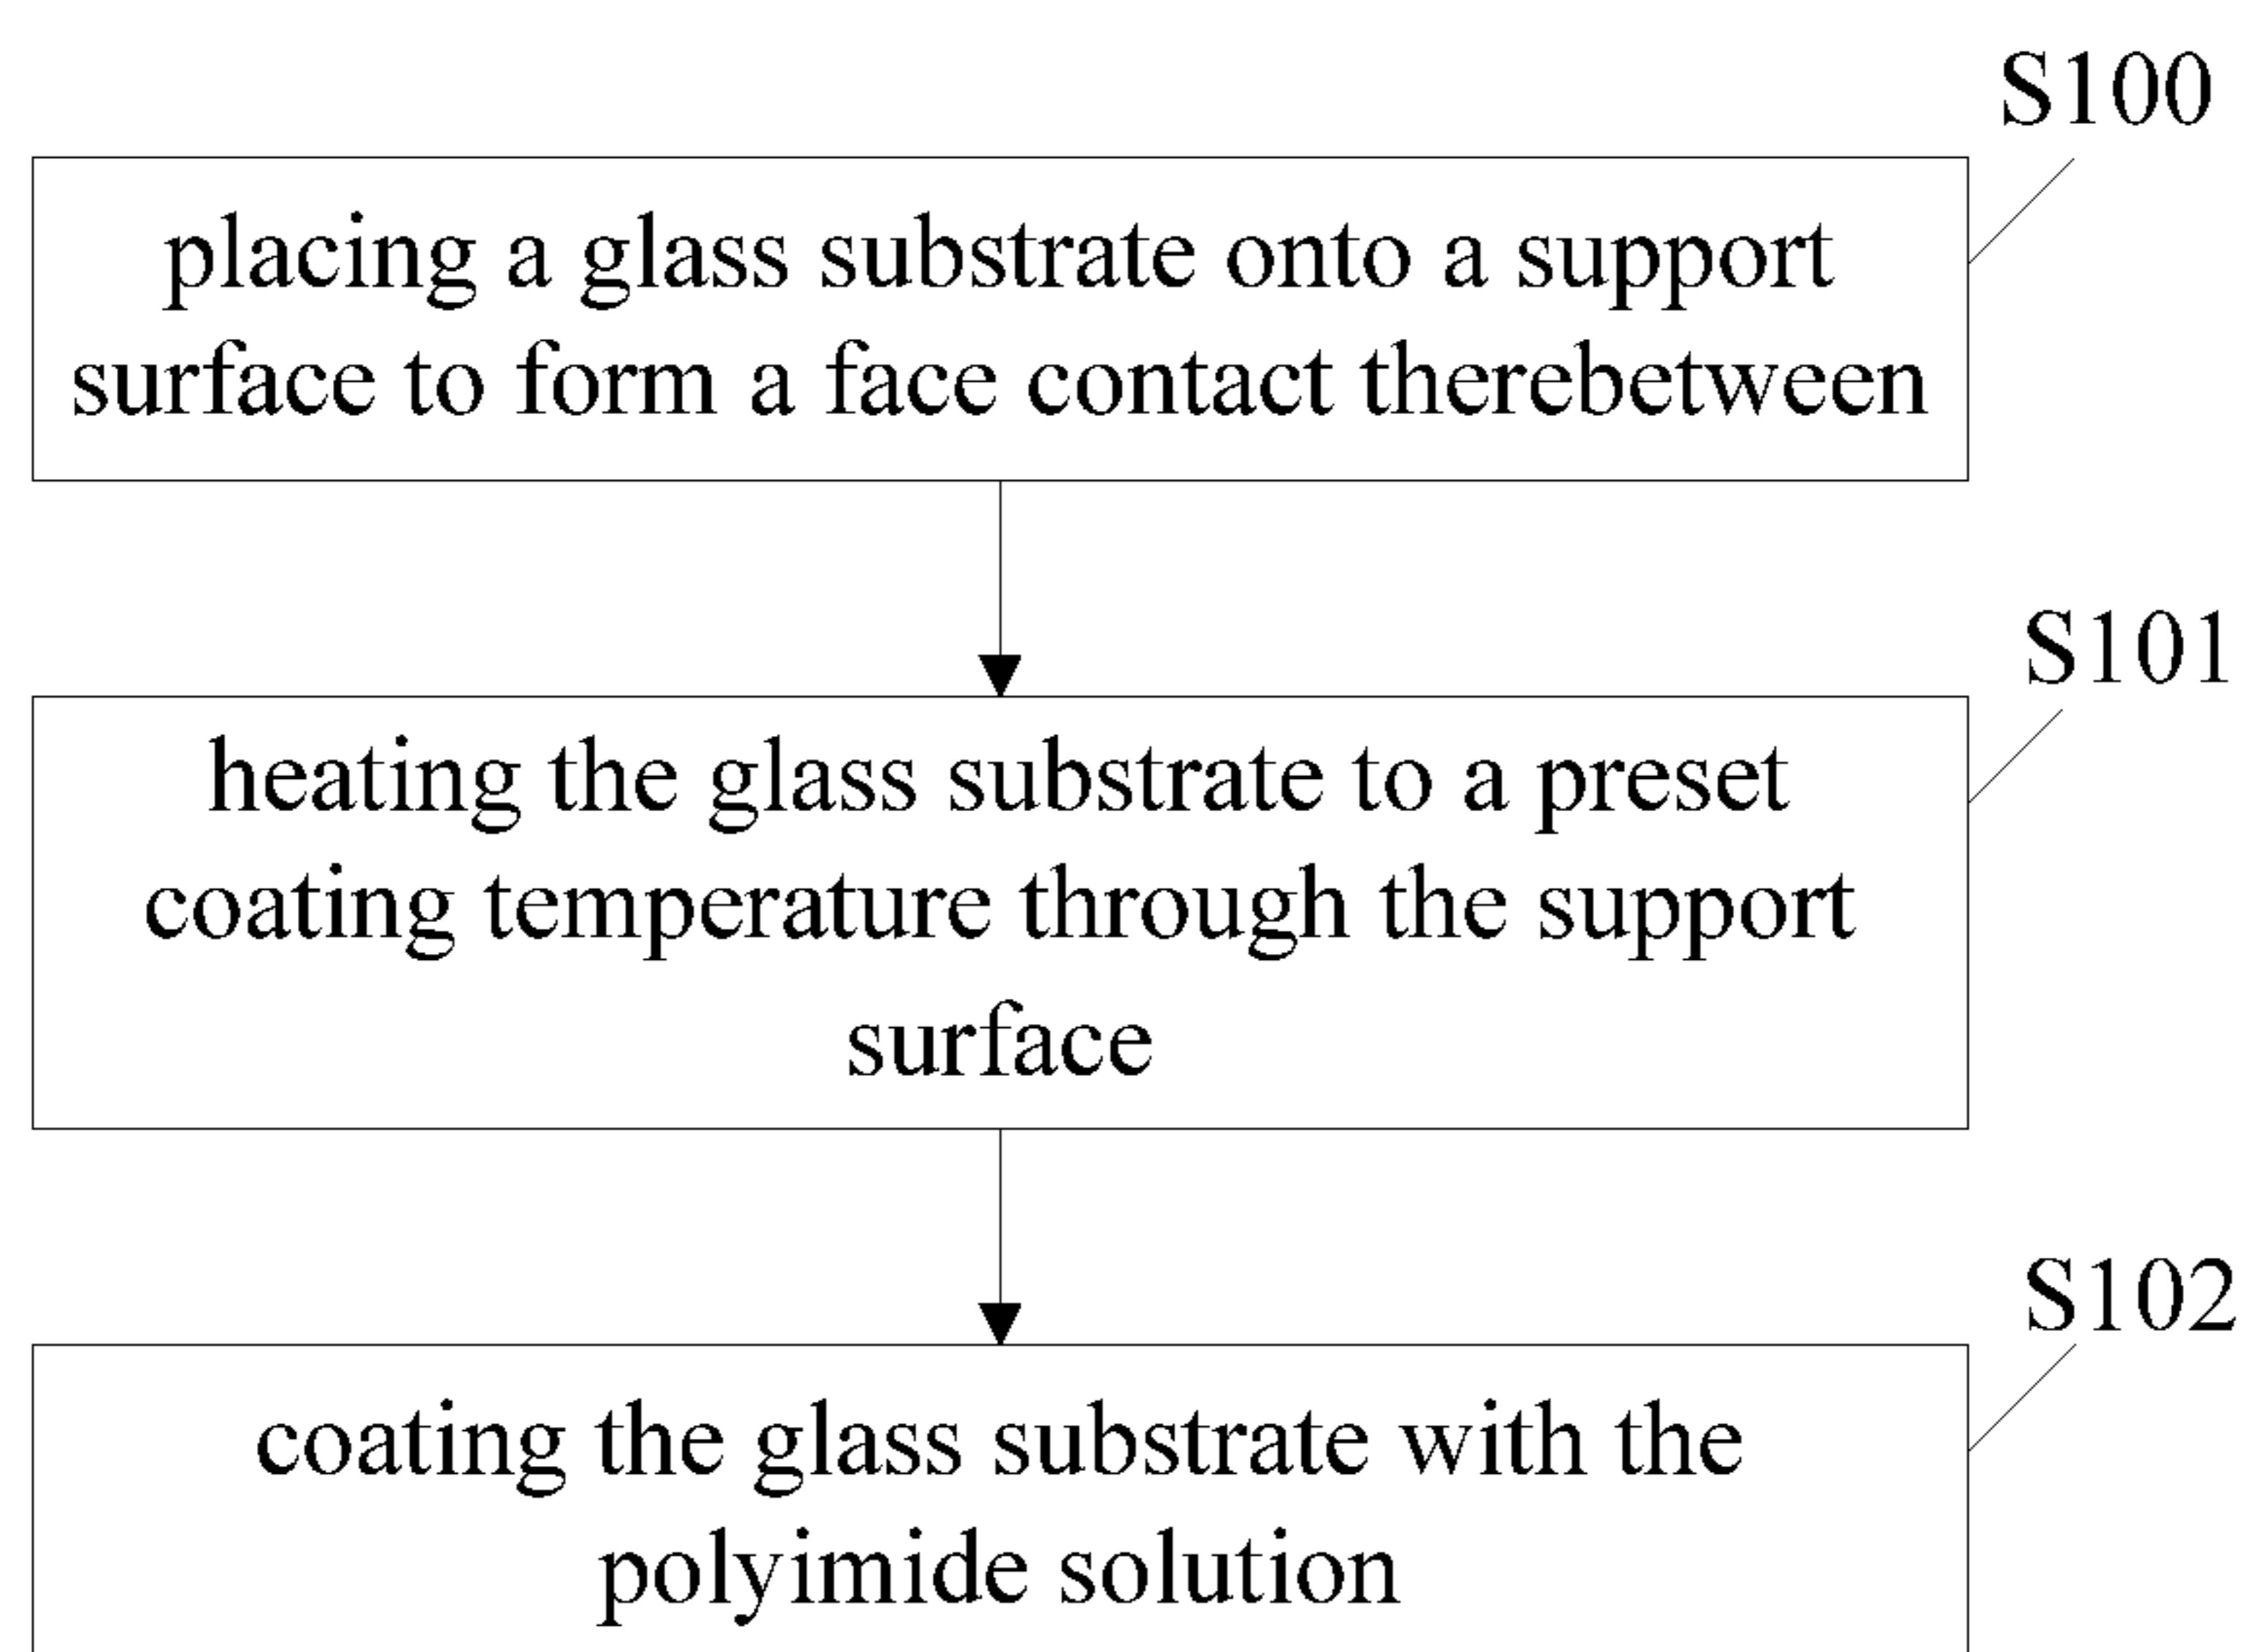 S100
placing a glass substrate onto a support
surface to form a face contact therebetween
S101
heating the glass substrate to a preset
coating temperature through the support
surface
S102
coating the glass substrate with the
polyimide solution